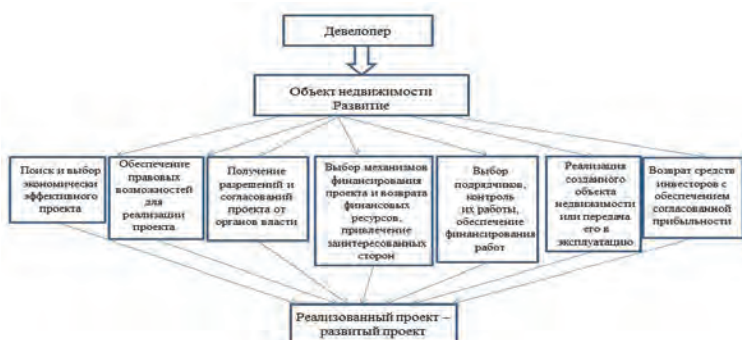 Девелопер
Объект недвижимости
Развитие
Поиск и выбор
экономически
эффективного
проекта
Обеспечение
правовых
возможностей
для
реализации
проекта
Получение
разрешений и
согласований
проекта от
органов власти
Выбор механизмов
финансирования
проекта и возврата
финансовых
ресурсов,
привлечение
заинтересованных
сторон
Выбор
подрядчиков,
контроль
их работы,
обеспечение
финансирования
работ
Реализация
созданного
объекта
недвижимости
или передача
его в
эксплуатацию
Возврат средств
инвесторов с
обеспечением
согласованной
прибыльности
Реализованный проект –
развитый проект